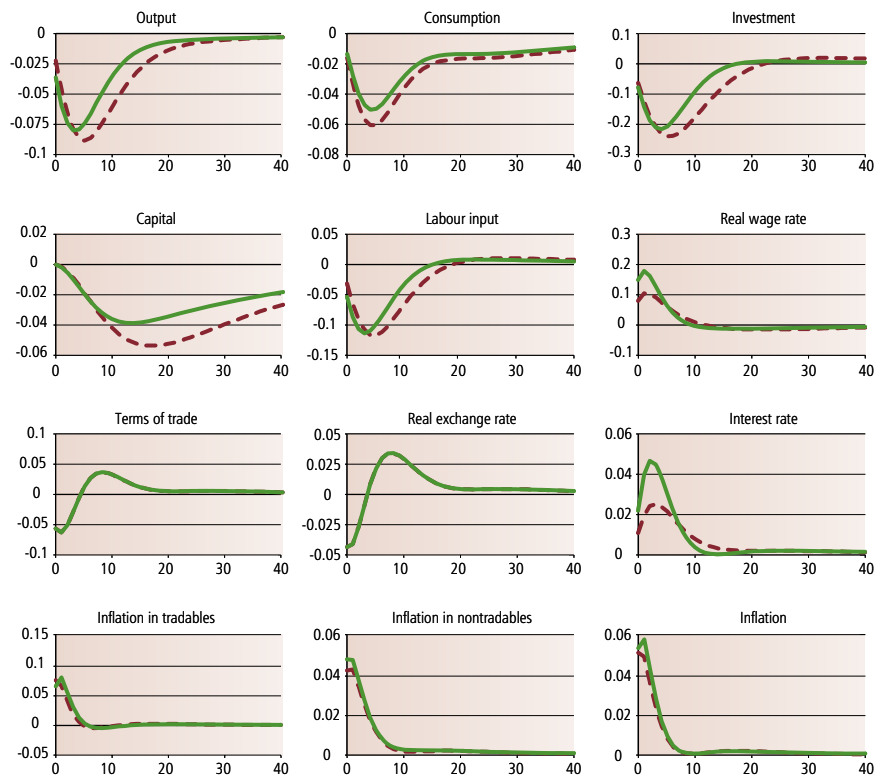 Output
Consumption
Investment
0
-0.025
-0.05
-0.075
-0.1
0
-0.02
-0.04
-0.06
-0.08
0.1
0
-0.1
-0.2
-0.3
0 10 20 30 40
0 10 20 30 40
0 10 20 30 40
Capital
Labour input
Real wage rate
0.02
0
-0.02
-0.04
-0.06
0.05
0
-0.05
-0.1
-0.15
0.3
0.2
0.1
0
-0.1
0 10 20 30 40
0 10 20 30 40
0 10 20 30 40
Terms of trade
Real exchange rate
Interest rate
0.1
0.05
0
-0.05
-0.1
0.05
0.025
0
-0.025
-0.05
0.06
0.04
0.02
0
0 10 20 30 40
0 10 20 30 40
0 10 20 30 40
Inflation in tradables
Inflation in nontradables
Inflation
0.15
0.1
0.05
0
-0.05
0.06
0.04
0.02
0
0.06
0.04
0.02
0
0 10 20 30 40
0 10 20 30 40
0 10 20 30 40